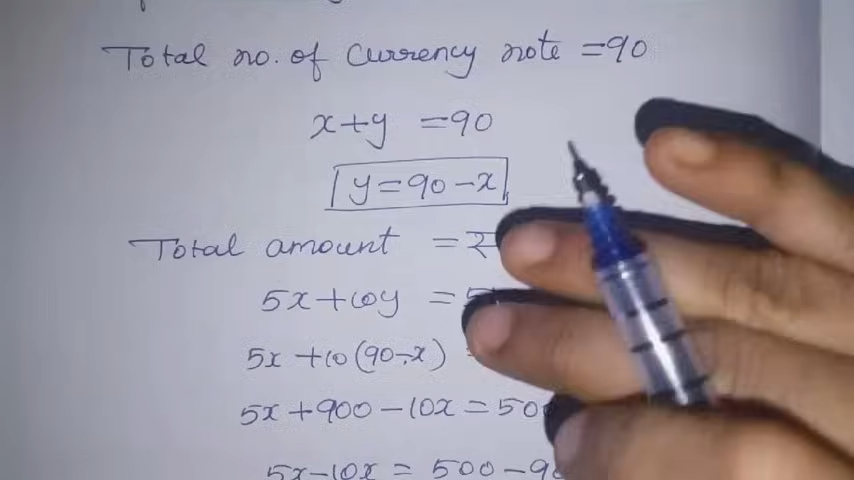 Total no. of Currency note = 90
x + y = 90
y = 90 - x
Total amount = ₹
5x + 10y =
5x + 10 (90 - x)
5x + 900 - 10x = 500
5x - 10x = 500 - 90